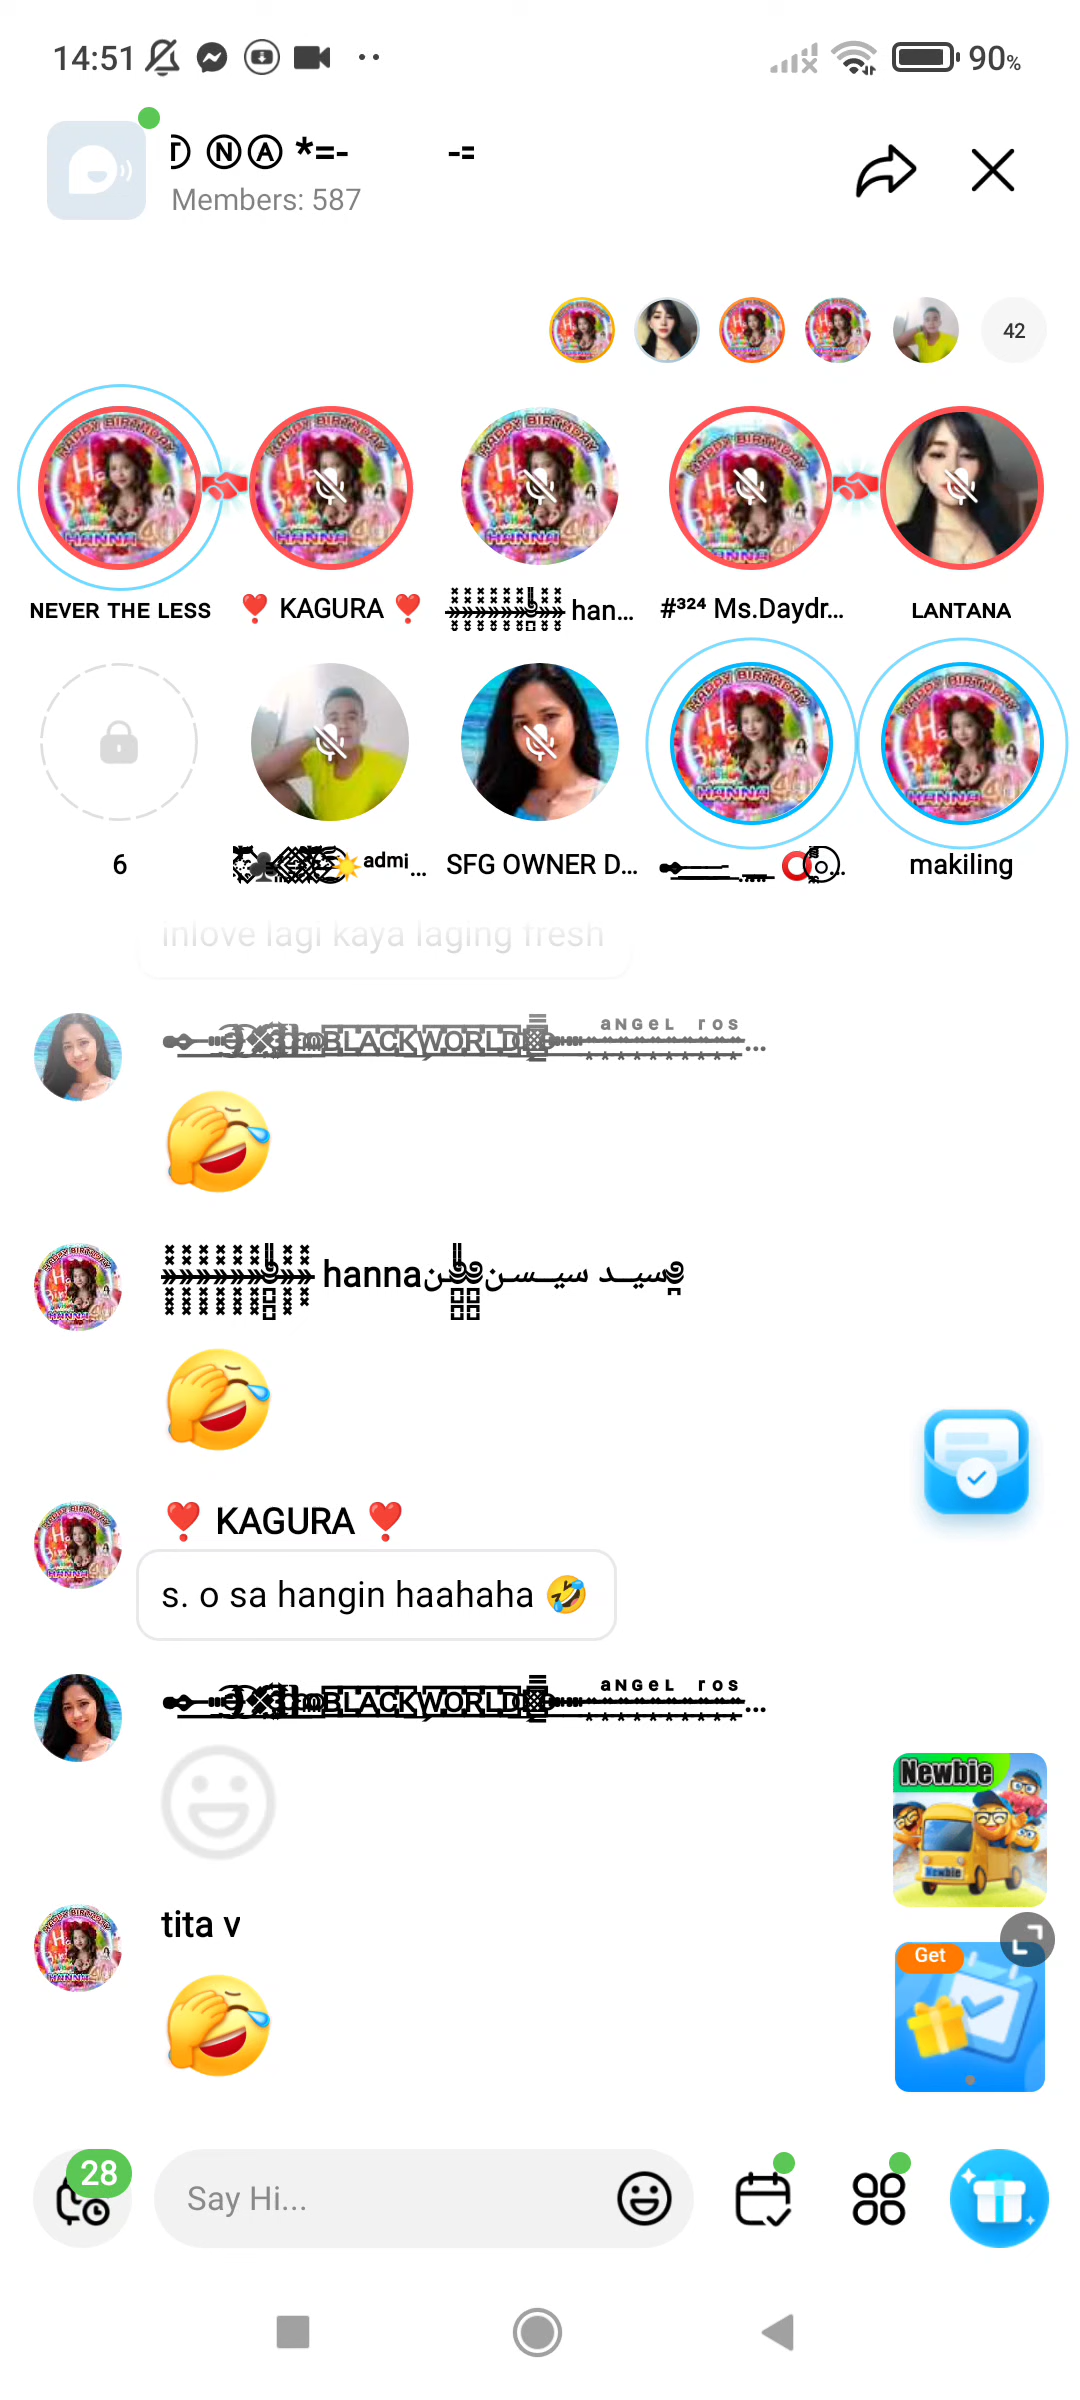 14:51
90%
Ⓣ ⓃⒶ *=- -=
Members: 587
42
NEVER THE LESS
❣️ KAGURA ❣️
han...
#³²⁴ Ms.Daydr...
LANTANA
6
ᵃᵈᵐⁱ...
SFG OWNER D...
makiling
inlove lagi kaya laging fresh
BLACKWORLD ᵃᴺᴳᵉᴸ ʳᵒˢ...
hanna
❣️ KAGURA ❣️
s. o sa hangin haahaha 🤣
BLACKWORLD ᵃᴺᴳᵉᴸ ʳᵒˢ...
Newbie
Newbie
tita v
Get
28
Say Hi...